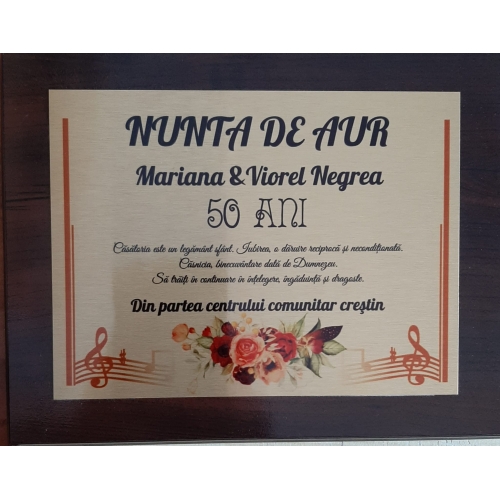 NUNTA DE AUR
Mariana & Viorel Negrea
50 ANI
Căsătoria este un legământ sfânt. Iubirea, o dăruire reciprocă și necondiționată.
Căsnicia, binecuvântare dată de Dumnezeu.
Să trăiți în continuare în înțelegere, îngăduință și dragoste.
Din partea centrului comunitar creștin